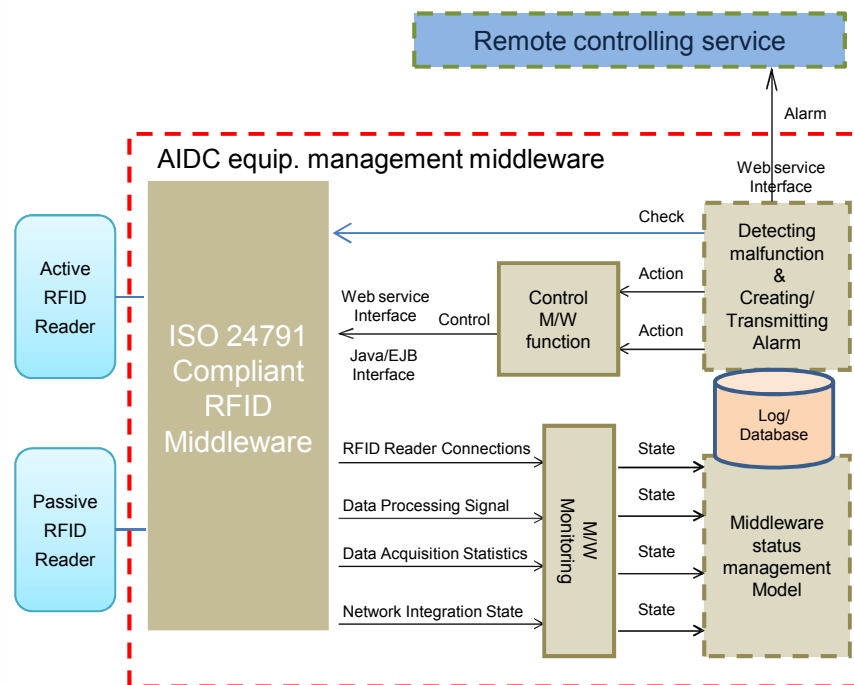 Remote controlling service
Alarm
AIDC equip. management middleware
Web service
Interface
Active
RFID
Reader
Passive
RFID
Reader
ISO 24791
Compliant
RFID
Middleware
Check
Detecting
malfunction
&
Creating/
Transmitting
Alarm
Action
Action
Control
M/W
function
Web service
Interface
Control
Java/EJB
Interface
Log/
Database
RFID Reader Connections
Data Processing Signal
Data Acquisition Statistics
Network Integration State
M/W
Monitoring
State
State
State
State
Middleware
status
management
Model